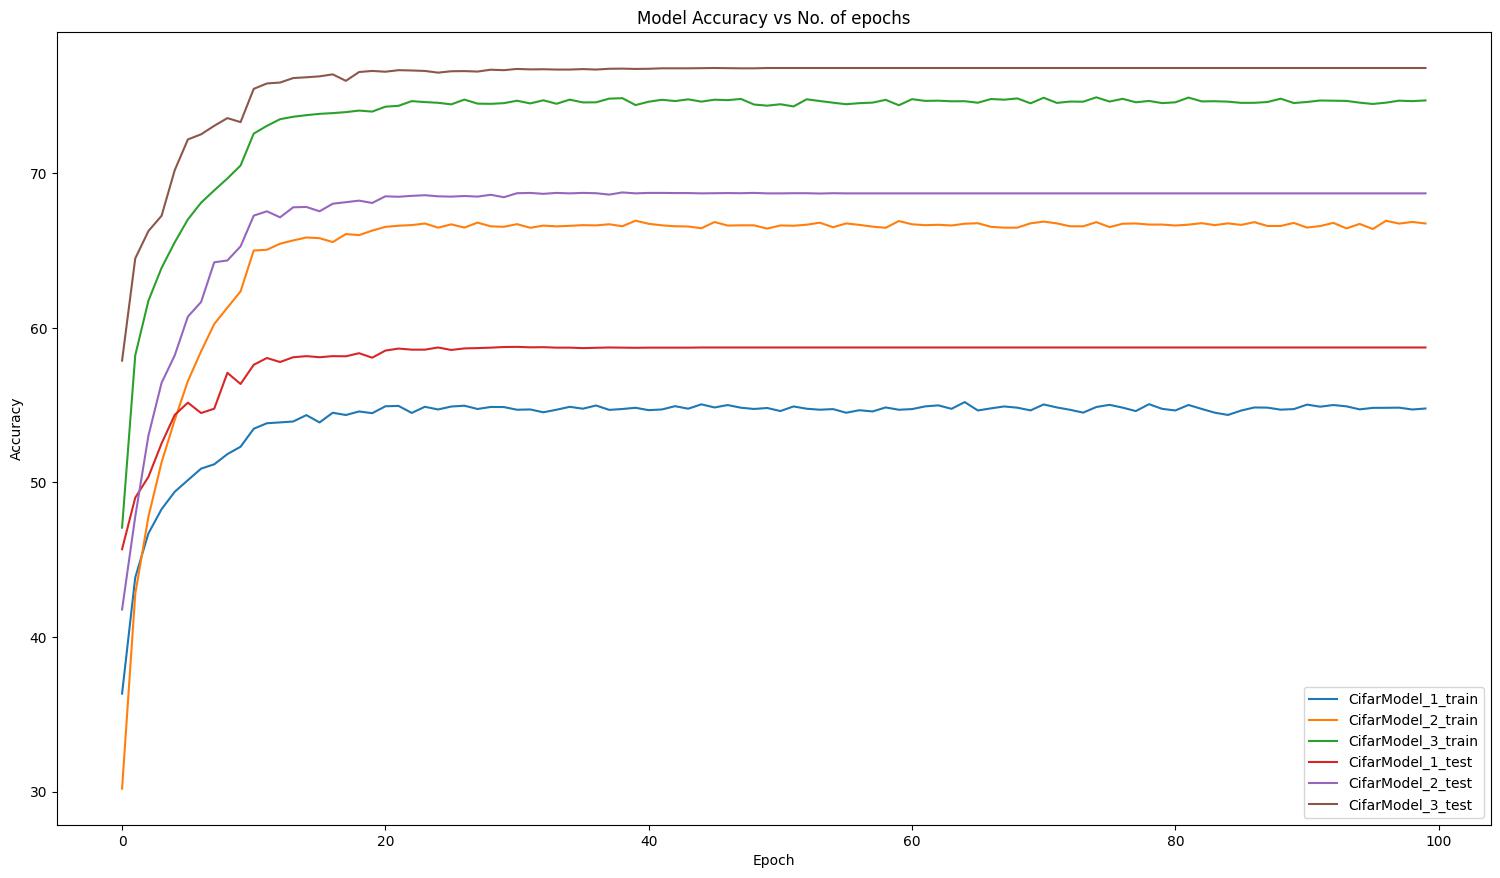 Model Accuracy vs No. of epochs
Accuracy
70
60
50
40
30
0 20 40 60 80 100
Epoch
CifarModel_1_train
CifarModel_2_train
CifarModel_3_train
CifarModel_1_test
CifarModel_2_test
CifarModel_3_test